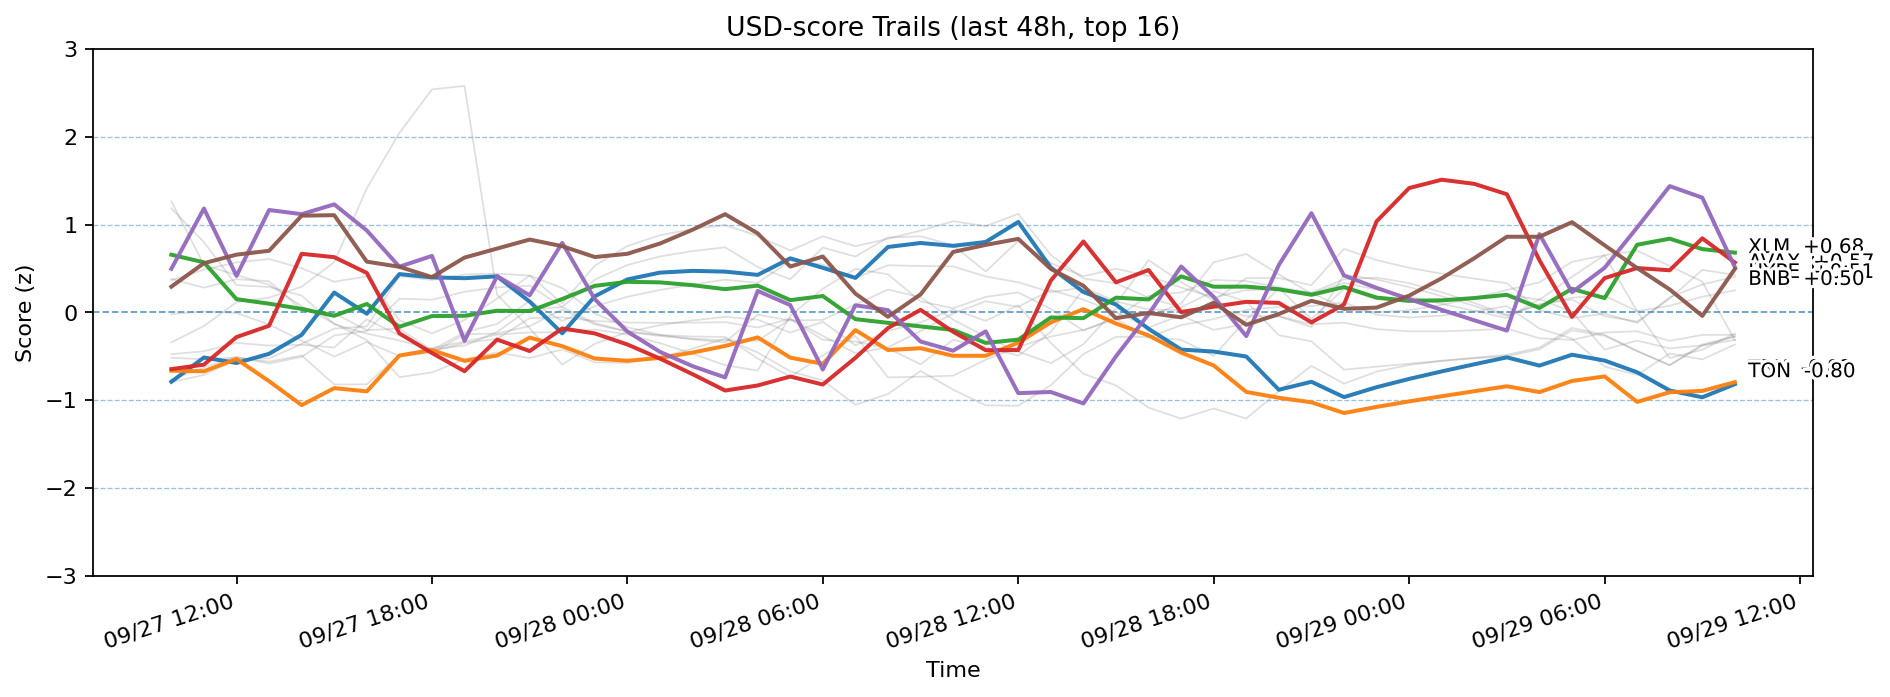 USD-score Trails (last 48h, top 16)
3
2
1
0
−1
−2
−3
Score (z)
XLM +0.68
BNB +0.50
TON -0.80
09/27 12:00
09/27 18:00
09/28 00:00
09/28 06:00
09/28 12:00
09/28 18:00
09/29 00:00
09/29 06:00
09/29 12:00
Time